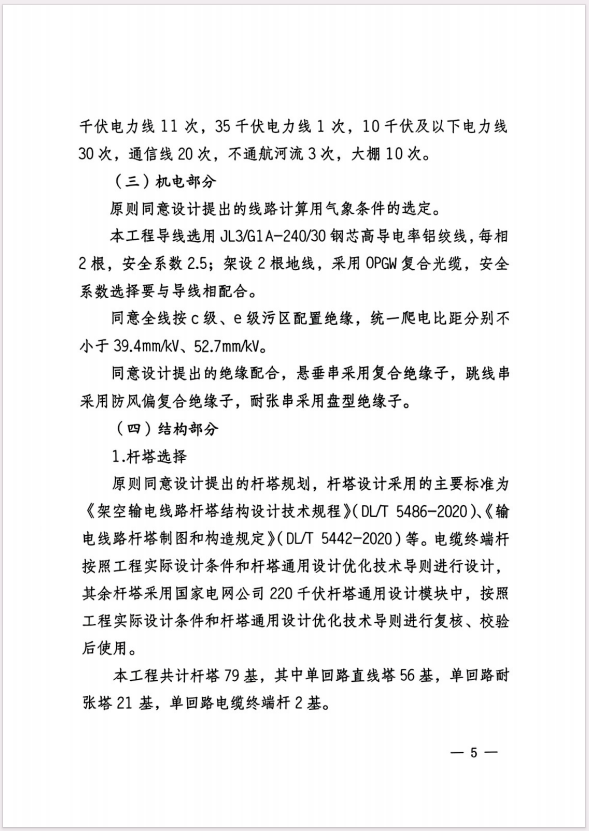 千伏电力线 11 次，35 千伏电力线 1 次，10 千伏及以下电力线
30 次，通信线 20 次，不通航河流 3 次，大棚 10 次。
（三）机电部分
原则同意设计提出的线路计算用气象条件的选定。
本工程导线选用 JL3/G1A-240/30 钢芯高导电率铝绞线，每相
2 根，安全系数 2.5；架设 2 根地线，采用 OPGW 复合光缆，安全
系数选择要与导线相配合。
同意全线按 c 级、e 级污区配置绝缘，统一爬电比距分别不
小于 39.4mm/kV、52.7mm/kV。
同意设计提出的绝缘配合，悬垂串采用复合绝缘子，跳线串
采用防风偏复合绝缘子，耐张串采用盘型绝缘子。
（四）结构部分
1.杆塔选择
原则同意设计提出的杆塔规划，杆塔设计采用的主要标准为
《架空输电线路杆塔结构设计技术规程》（DL/T 5486-2020）、《输
电线路杆塔制图和构造规定》（DL/T 5442-2020）等。电缆终端杆
按照工程实际设计条件和杆塔通用设计优化技术导则进行设计，
其余杆塔采用国家电网公司 220 千伏杆塔通用设计模块中，按照
工程实际设计条件和杆塔通用设计优化技术导则进行复核、校验
后使用。
本工程共计杆塔 79 基，其中单回路直线塔 56 基，单回路耐
张塔 21 基，单回路电缆终端杆 2 基。
— 5 —